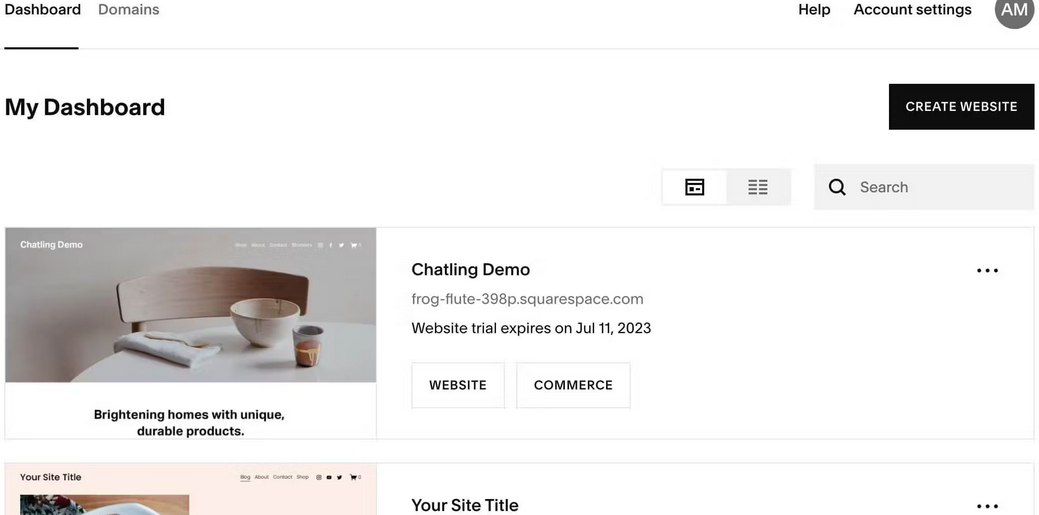 Dashboard Domains Help Account settings AM
My Dashboard CREATE WEBSITE
Search
Chatling Demo Shop About Contact 0
Brightening homes with unique,
durable products.
Chatling Demo
frog-flute-398p.squarespace.com
Website trial expires on Jul 11, 2023
WEBSITE COMMERCE
Your Site Title Blog About Contact Shop 0
Your Site Title